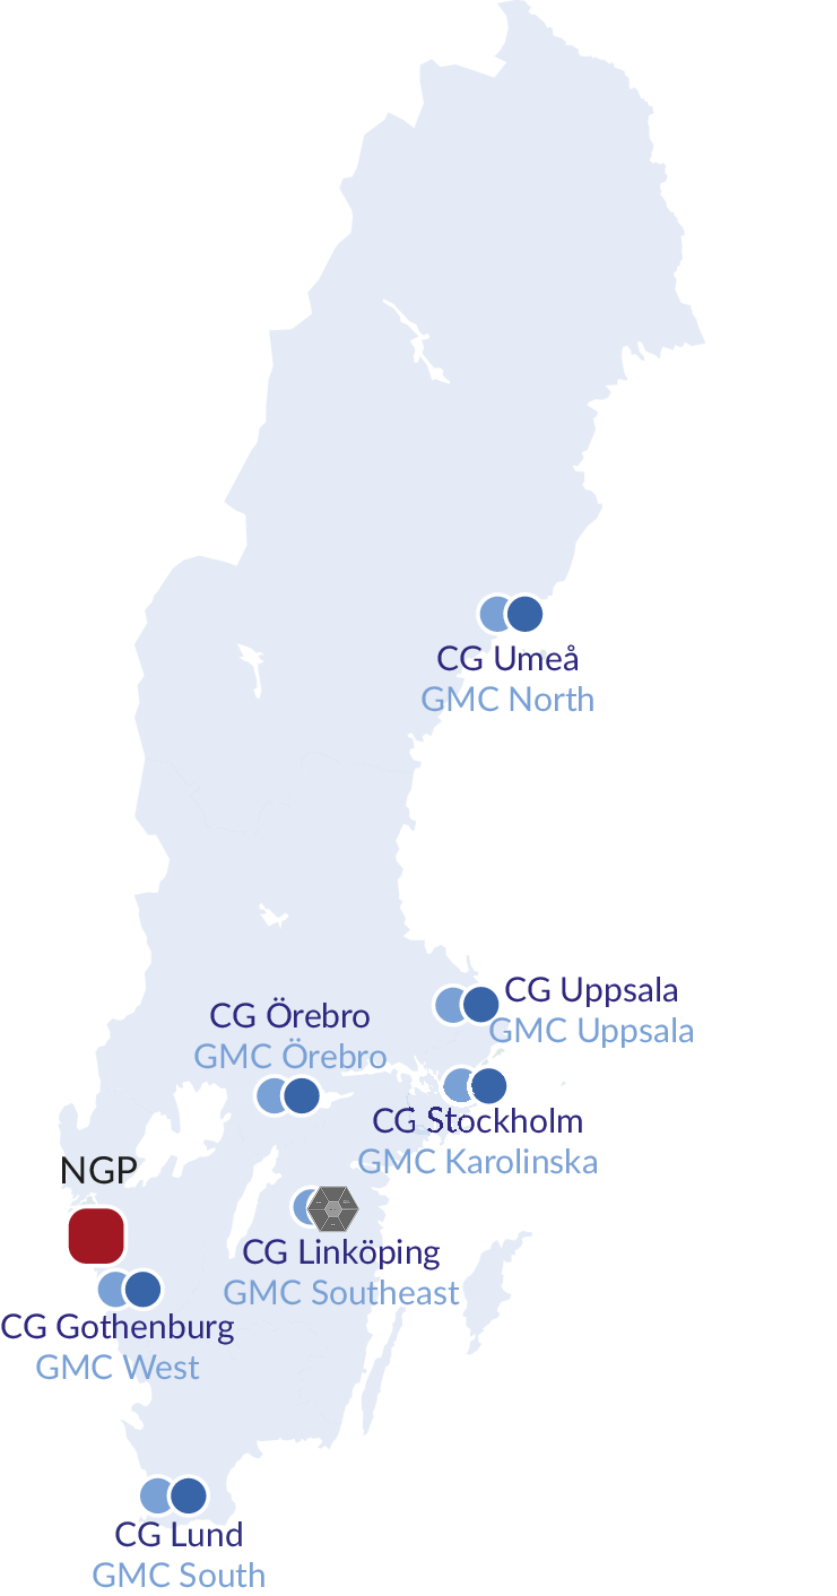 CG Umeå
GMC North
CG Uppsala
GMC Uppsala
CG Örebro
GMC Örebro
CG Stockholm
GMC Karolinska
NGP
CG Linköping
GMC Southeast
CG Gothenburg
GMC West
CG Lund
GMC South